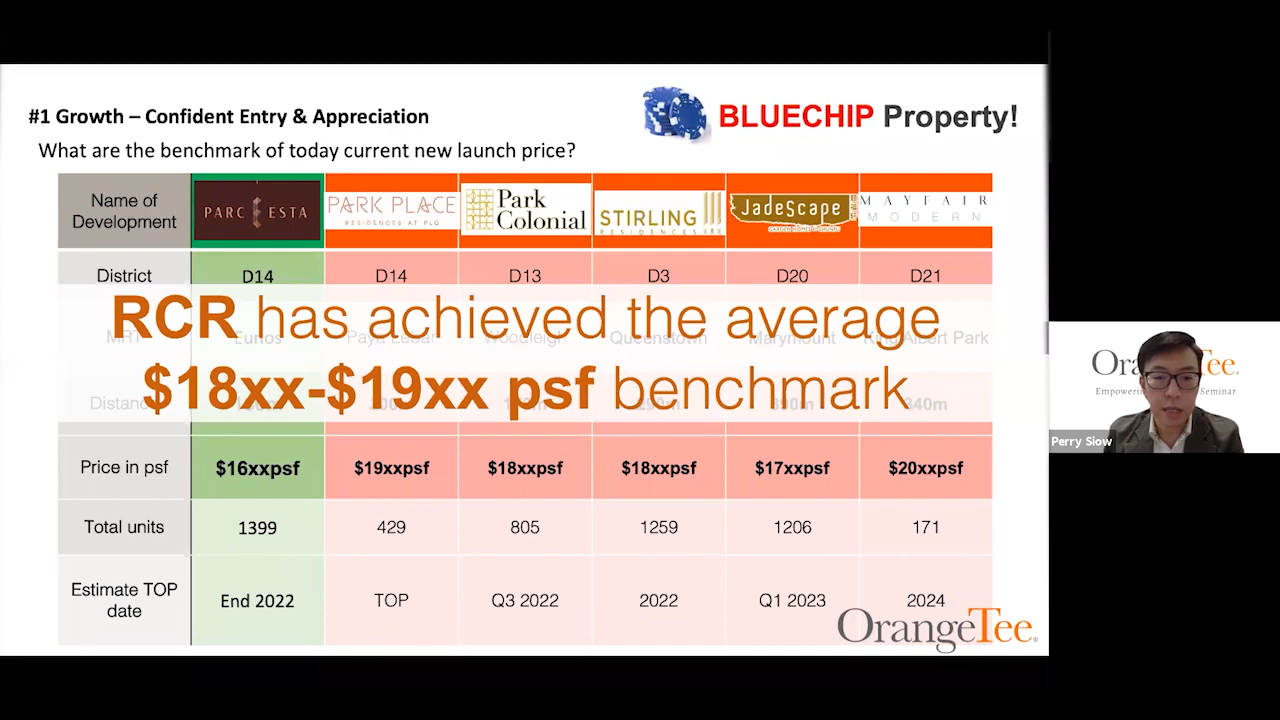 #1 Growth – Confident Entry & Appreciation
BLUECHIP Property!
What are the benchmark of today current new launch price?
Name of Development
PARC ESTA
PARK PLACE
RESIDENCES AT PLQ
Park Colonial
STIRLING
RESIDENCES
JadeScape
MAYFAIR
MODERN
District D14 D14 D13 D3 D20 D21
RCR has achieved the average
MRT Eunos Paya Lebar Woodleigh Queenstown Marymount King Albert Park
$18xx-$19xx psf benchmark
340m
Price in psf $16xxpsf $19xxpsf $18xxpsf $18xxpsf $17xxpsf $20xxpsf
Total units 1399 429 805 1259 1206 171
Estimate TOP date End 2022 TOP Q3 2022 2022 Q1 2023 2024
OrangeTee
Seminar
Perry Siow